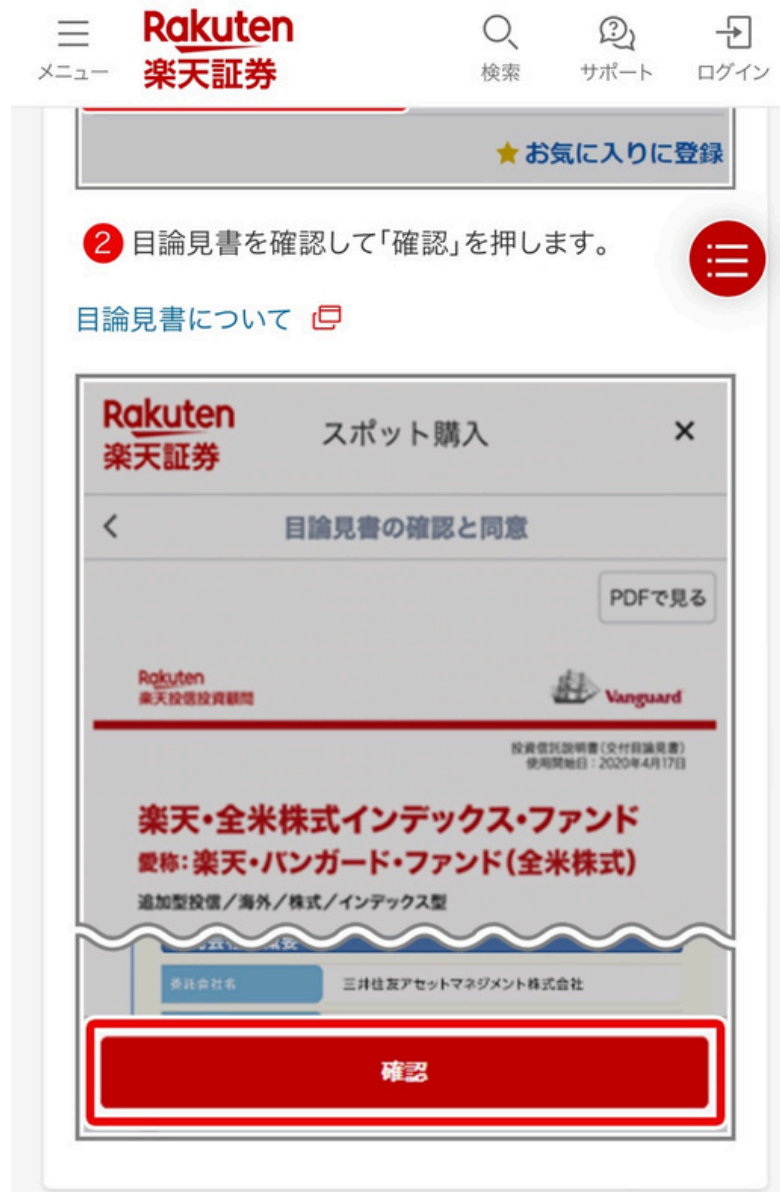 Rakuten
楽天証券
メニュー
検索
サポート
ログイン
★お気に入りに登録
2 目論見書を確認して「確認」を押します。
目論見書について
Rakuten
楽天証券
スポット購入
×
目論見書の確認と同意
PDFで見る
Rakuten
楽天投信投資顧問
Vanguard
投資信託説明書(交付目論見書)
使用開始日:2020年4月17日
楽天・全米株式インデックス・ファンド
愛称:楽天・バンガード・ファンド(全米株式)
追加型投信/海外/株式/インデックス型
委託会社名
三井住友アセットマネジメント株式会社
確認